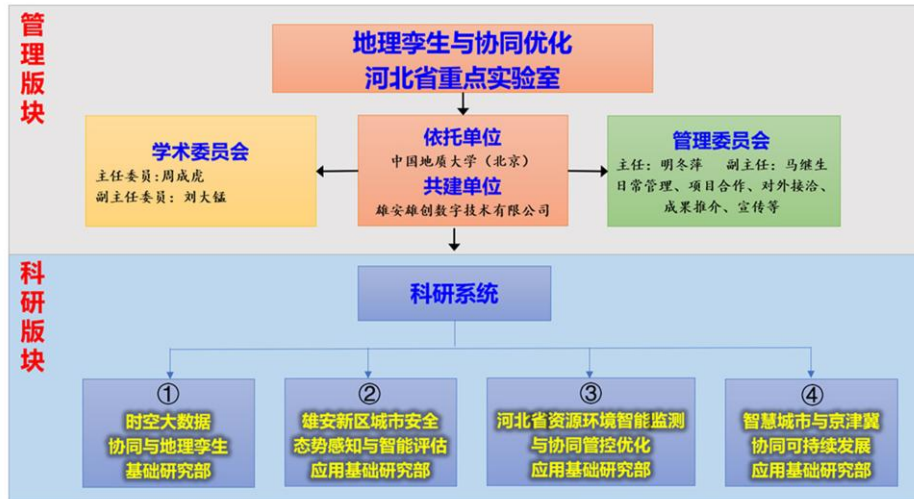 管理版块
地理孪生与协同优化
河北省重点实验室
学术委员会
主任委员:周成虎
副主任委员：刘大锰
依托单位
中国地质大学（北京）
共建单位
雄安雄创数字技术有限公司
管理委员会
主任：明冬萍 副主任：马继生
日常管理、项目合作、对外接洽、
成果推介、宣传等
科研版块
科研系统
①
时空大数据
协同与地理孪生
基础研究部
②
雄安新区城市安全
态势感知与智能评估
应用基础研究部
③
河北省资源环境智能监测
与协同管控优化
应用基础研究部
④
智慧城市与京津冀
协同可持续发展
应用基础研究部